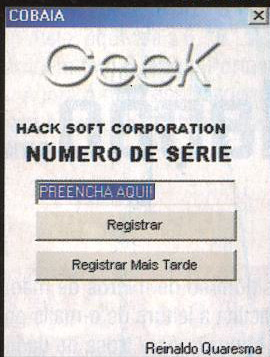 COBAIA
Geek
HACK SOFT CORPORATION
NÚMERO DE SÉRIE
PREENCHA AQUI!
Registrar
Registrar Mais Tarde
Reinaldo Quaresma